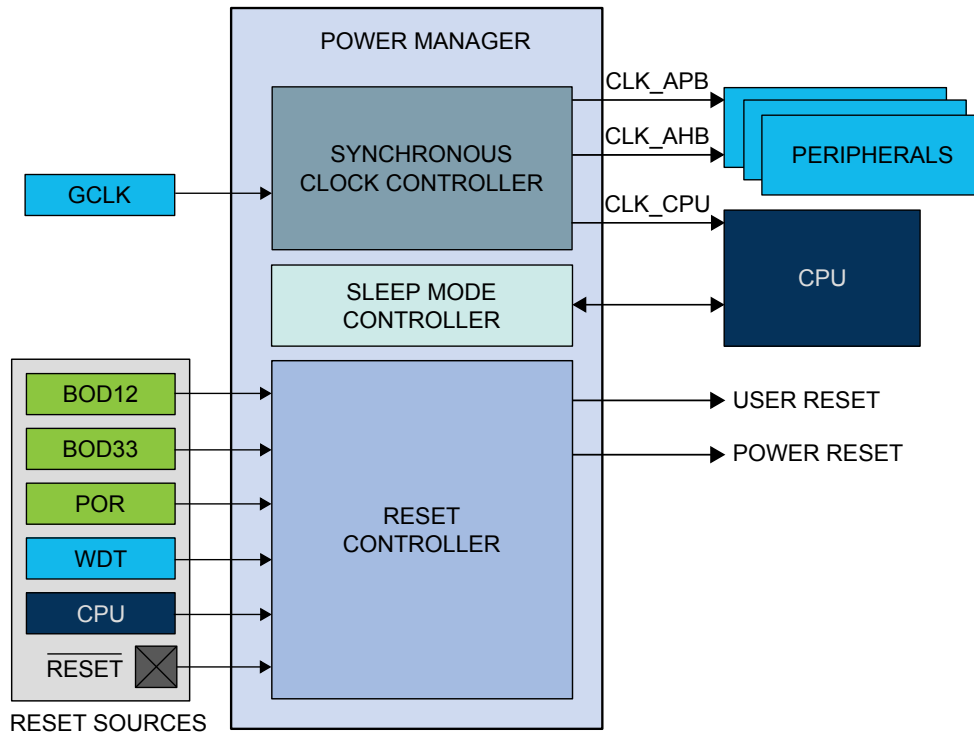 POWER MANAGER
CLK_APB
SYNCHRONOUS
CLOCK CONTROLLER
CLK_AHB
PERIPHERALS
GCLK
CLK_CPU
CPU
SLEEP MODE
CONTROLLER
BOD12
USER RESET
BOD33
POWER RESET
POR
RESET
CONTROLLER
WDT
CPU
RESET
RESET SOURCES